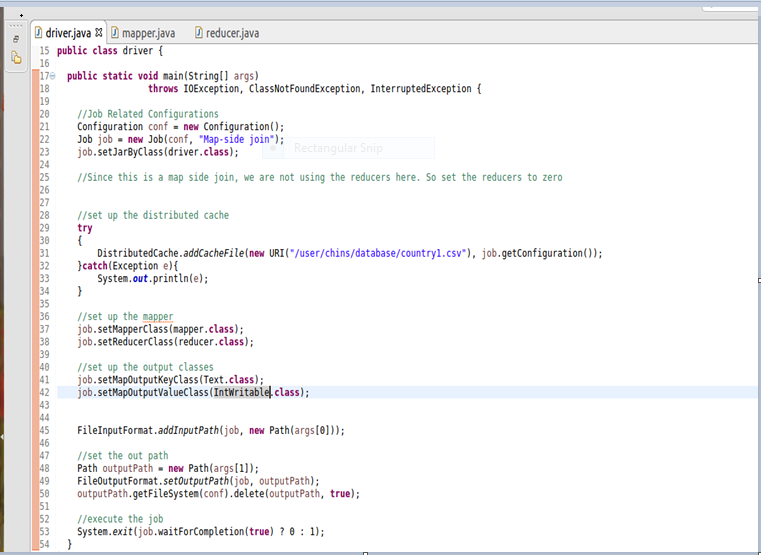 driver.java mapper.java reducer.java
15 public class driver {
16
17 public static void main(String[] args)
18 throws IOException, ClassNotFoundException, InterruptedException {
19
20 //Job Related Configurations
21 Configuration conf = new Configuration();
22 Job job = new Job(conf, "Map-side join");
23 job.setJarByClass(driver.class);
Rectangular Snip
24
25 //Since this is a map side join, we are not using the reducers here. So set the reducers to zero
26
27
28 //set up the distributed cache
29 try
30 {
31 DistributedCache.addCacheFile(new URI("/user/chins/database/country1.csv"), job.getConfiguration());
32 }catch(Exception e){
33 System.out.println(e);
34 }
35
36 //set up the mapper
37 job.setMapperClass(mapper.class);
38 job.setReducerClass(reducer.class);
39
40 //set up the output classes
41 job.setMapOutputKeyClass(Text.class);
42 job.setMapOutputValueClass(IntWritable.class);
43
44
45 FileInputFormat.addInputPath(job, new Path(args[0]));
46
47 //set the out path
48 Path outputPath = new Path(args[1]);
49 FileOutputFormat.setOutputPath(job, outputPath);
50 outputPath.getFileSystem(conf).delete(outputPath, true);
51
52 //execute the job
53 System.exit(job.waitForCompletion(true) ? 0 : 1);
54 }